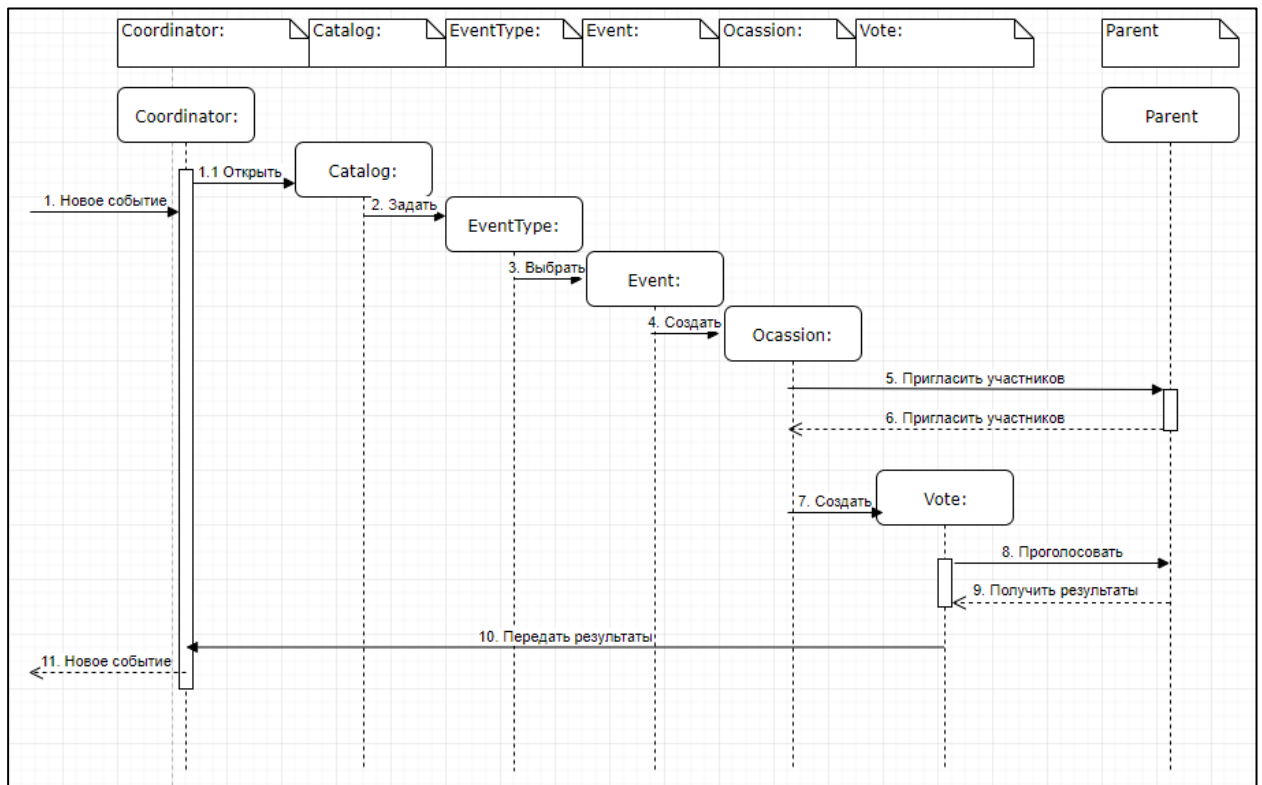 Coordinator:
Catalog:
EventType:
Event:
Ocassion:
Vote:
Parent
Coordinator:
Parent
1.1 Открыть
Catalog:
1. Новое событие
2. Задать
EventType:
3. Выбрать
Event:
4. Создать
Ocassion:
5. Пригласить участников
6. Пригласить участников
7. Создать
Vote:
8. Проголосовать
9. Получить результаты
10. Передать результаты
11. Новое событие